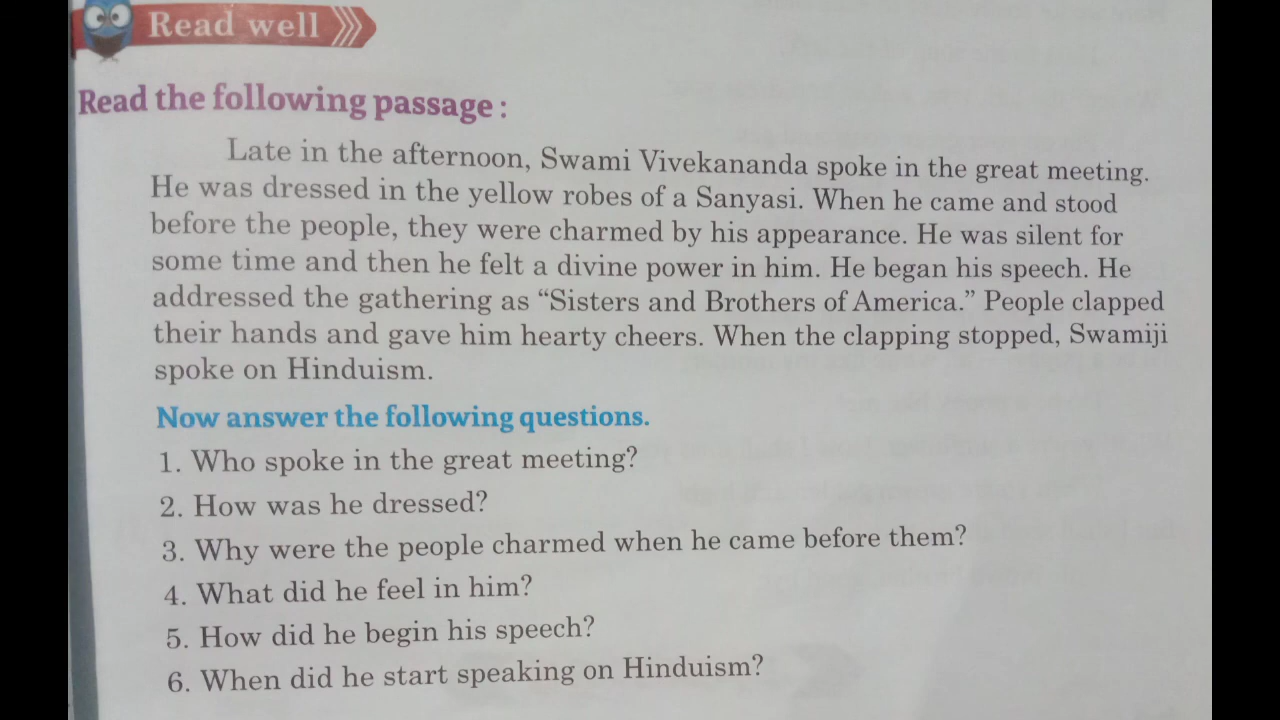 Read well
Read the following passage :
Late in the afternoon, Swami Vivekananda spoke in the great meeting.
He was dressed in the yellow robes of a Sanyasi. When he came and stood
before the people, they were charmed by his appearance. He was silent for
some time and then he felt a divine power in him. He began his speech. He
addressed the gathering as “Sisters and Brothers of America.” People clapped
their hands and gave him hearty cheers. When the clapping stopped, Swamiji
spoke on Hinduism.
Now answer the following questions.
1. Who spoke in the great meeting?
2. How was he dressed?
3. Why were the people charmed when he came before them?
4. What did he feel in him?
5. How did he begin his speech?
6. When did he start speaking on Hinduism?